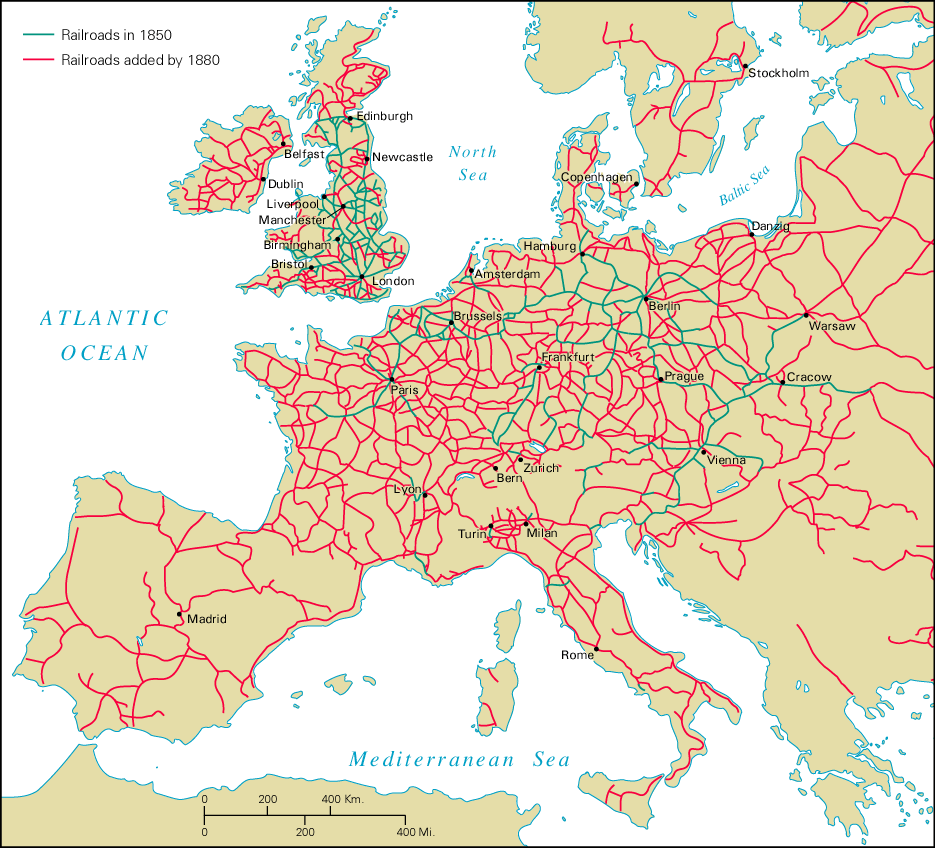 Railroads in 1850
Railroads added by 1880
Stockholm
Edinburgh
North
Sea
Belfast
Newcastle
Baltic Sea
Copenhagen
Dublin
Liverpool
Manchester
Danzig
Birmingham
Hamburg
Bristol
Amsterdam
London
Berlin
ATLANTIC
OCEAN
Brussels
Warsaw
Frankfurt
Prague
Cracow
Paris
Vienna
Zurich
Bern
Lyon
Turin
Milan
Madrid
Rome
Mediterranean Sea
0 200 400 Km.
0 200 400 Mi.